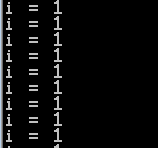 i = 1
i = 1
i = 1
i = 1
i = 1
i = 1
i = 1
i = 1
i = 1